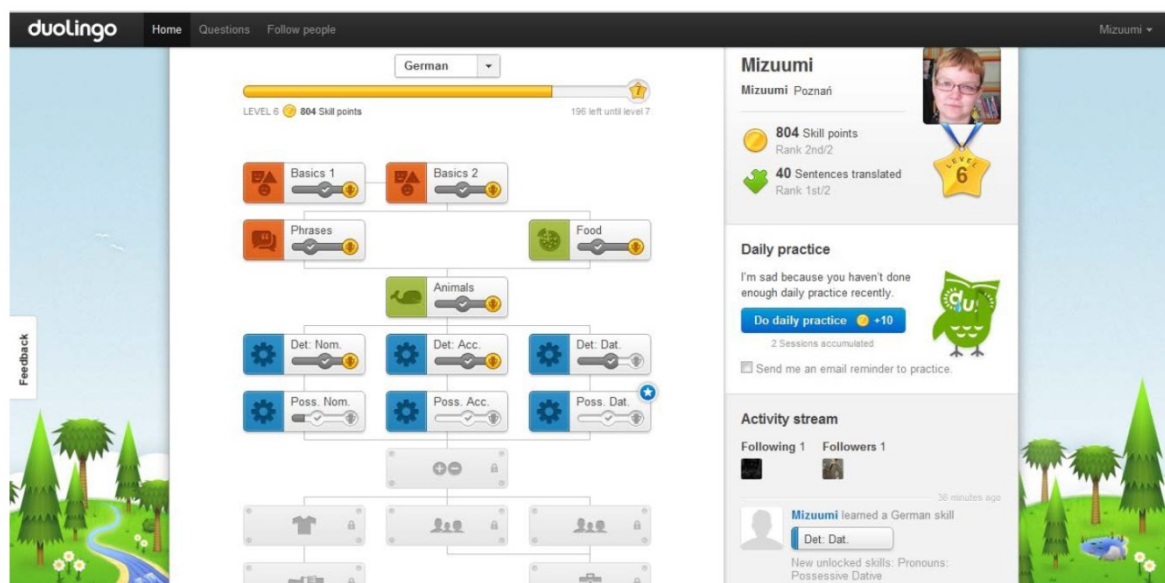 duolingo
Home Questions Follow people
Mizuumi
German
7
LEVEL 6 804 Skill points
196 left until level 7
Basics 1
Basics 2
Phrases
Food
Animals
Det: Nom.
Det: Acc.
Det: Dat.
Poss. Nom.
Poss. Acc.
Poss. Dat.
Feedback
Mizuumi
Mizuumi Poznań
804 Skill points
Rank 2nd/2
40 Sentences translated
Rank 1st/2
LEVEL
6
Daily practice
I'm sad because you haven't done
enough daily practice recently.
du
Do daily practice +10
2 Sessions accumulated
Send me an email reminder to practice.
Activity stream
Following 1 Followers 1
36 minutes ago
Mizuumi learned a German skill
Det: Dat.
New unlocked skills: Pronouns:
Possessive Dative